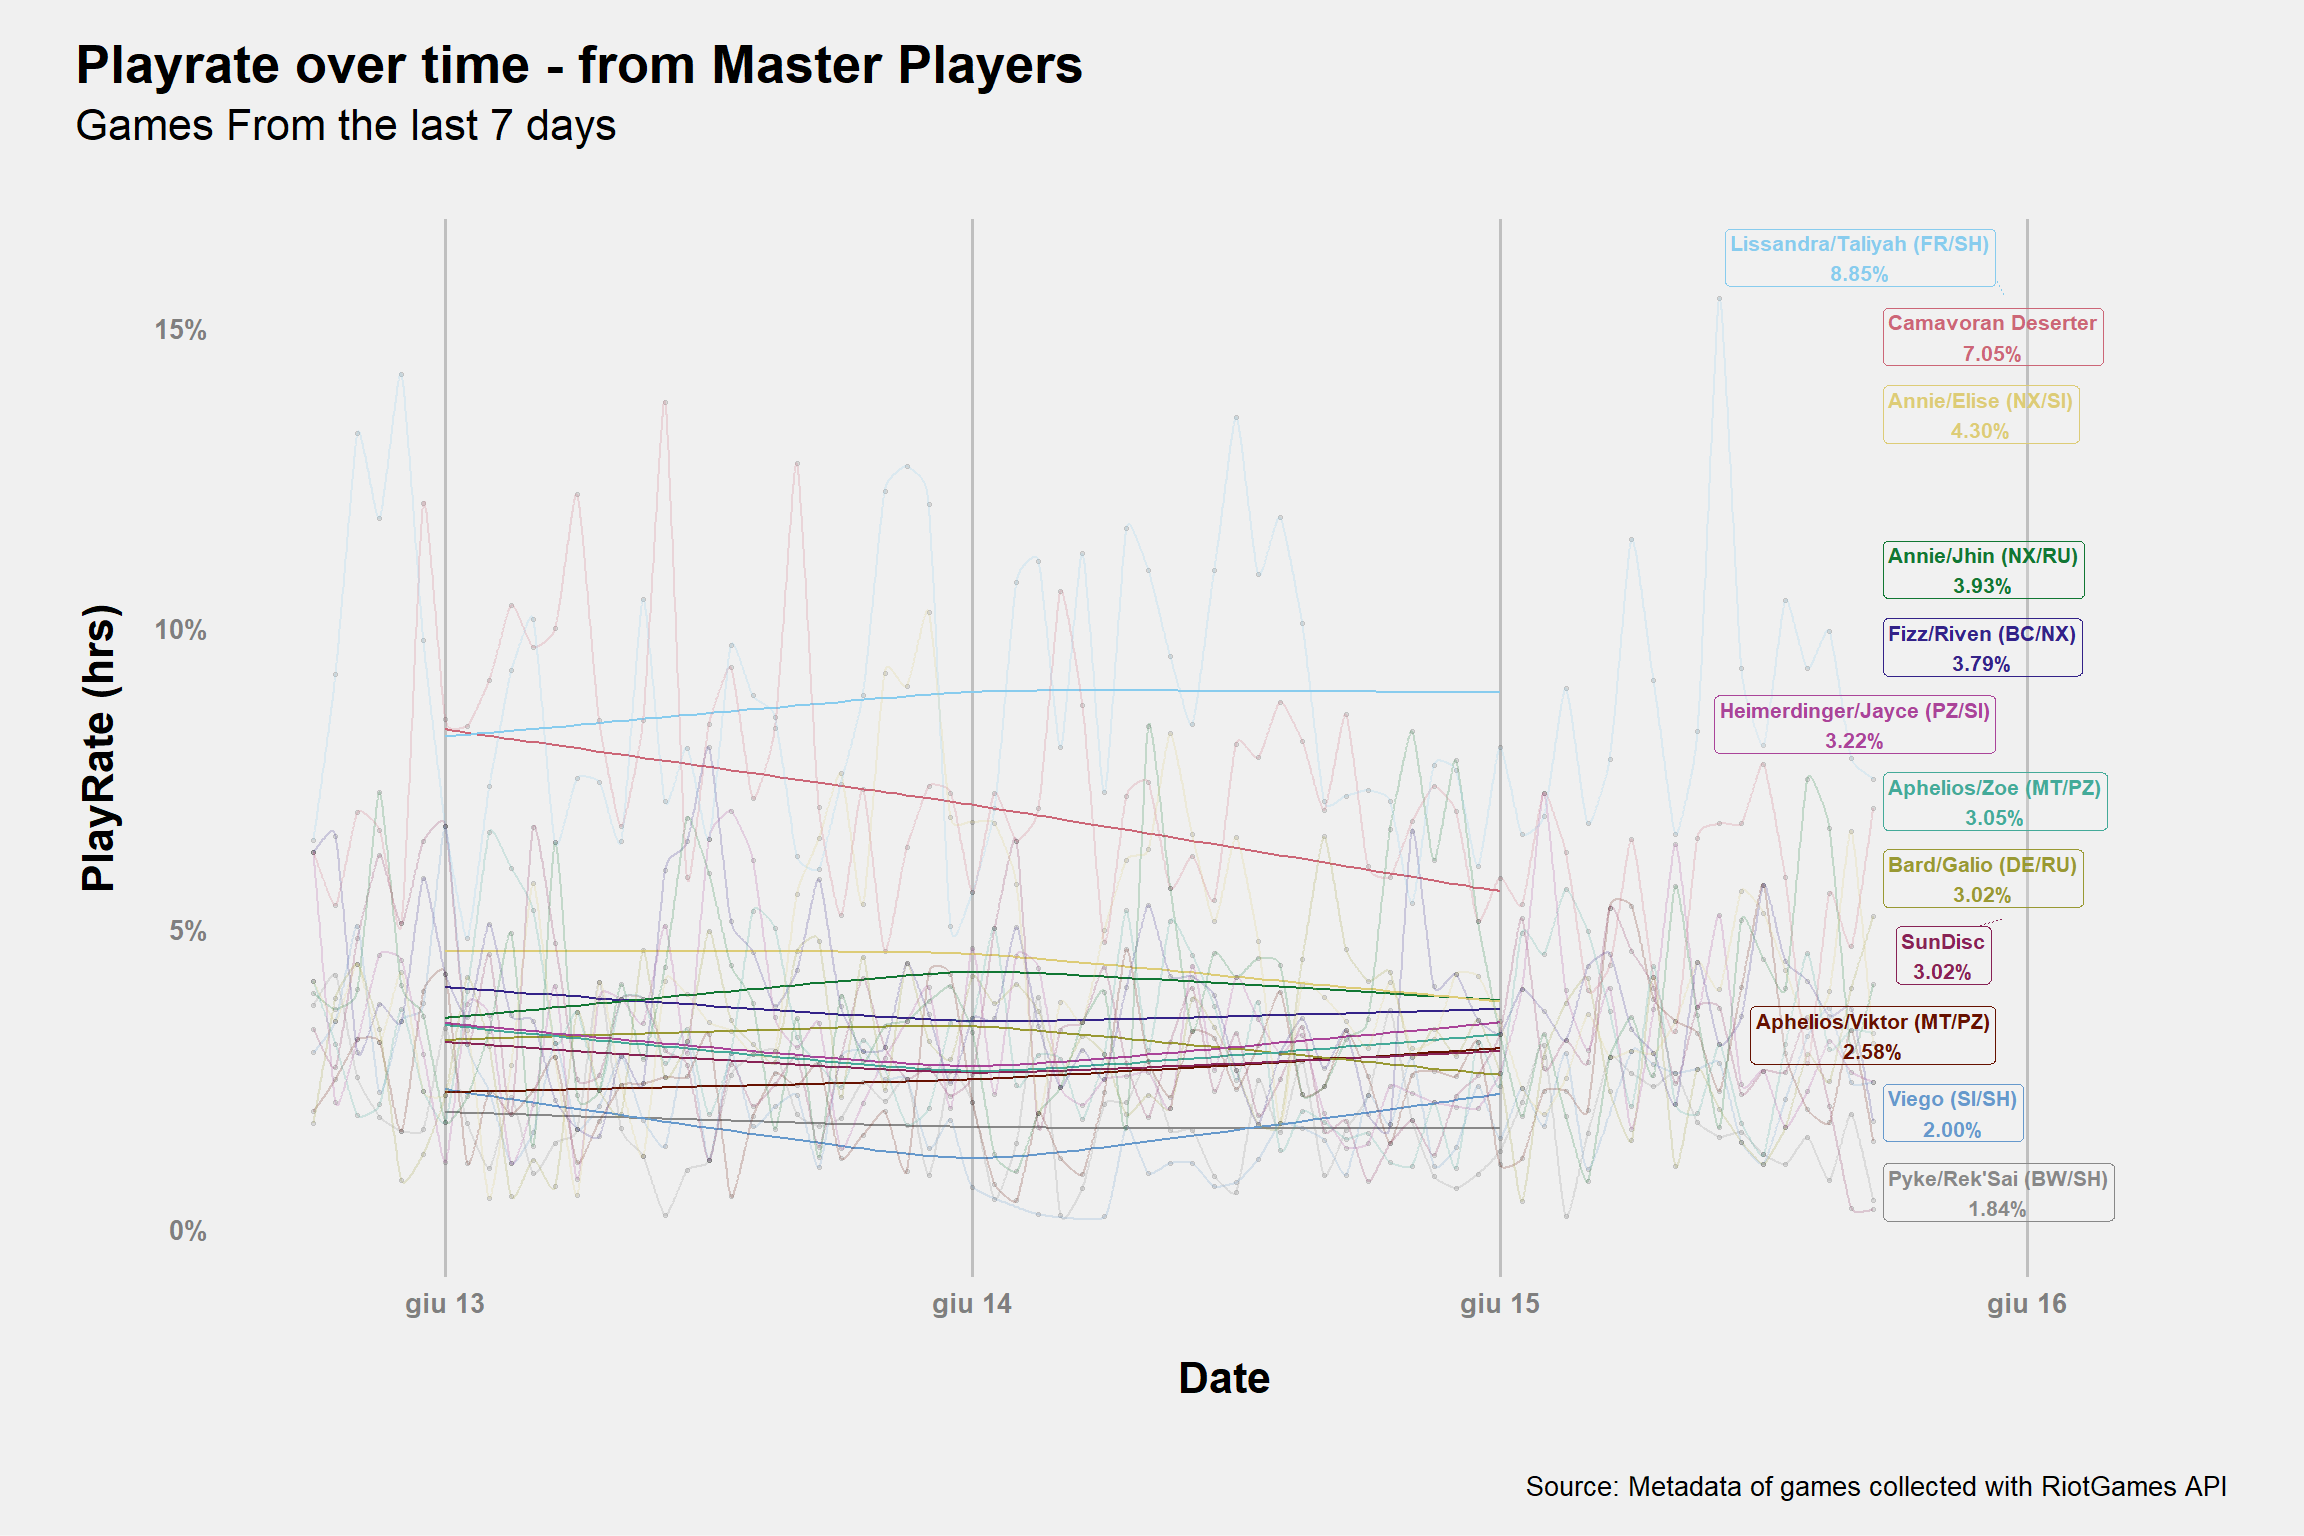 Playrate over time - from Master Players
Games From the last 7 days
PlayRate (hrs)
15%
10%
5%
0%
Lissandra/Taliyah (FR/SH)
8.85%
Camavoran Deserter
7.05%
Annie/Elise (NX/SI)
4.30%
Annie/Jhin (NX/RU)
3.93%
Fizz/Riven (BC/NX)
3.79%
Heimerdinger/Jayce (PZ/SI)
3.22%
Aphelios/Zoe (MT/PZ)
3.05%
Bard/Galio (DE/RU)
3.02%
SunDisc
3.02%
Aphelios/Viktor (MT/PZ)
2.58%
Viego (SI/SH)
2.00%
Pyke/Rek'Sai (BW/SH)
1.84%
giu 13
giu 14
giu 15
giu 16
Date
Source: Metadata of games collected with RiotGames API